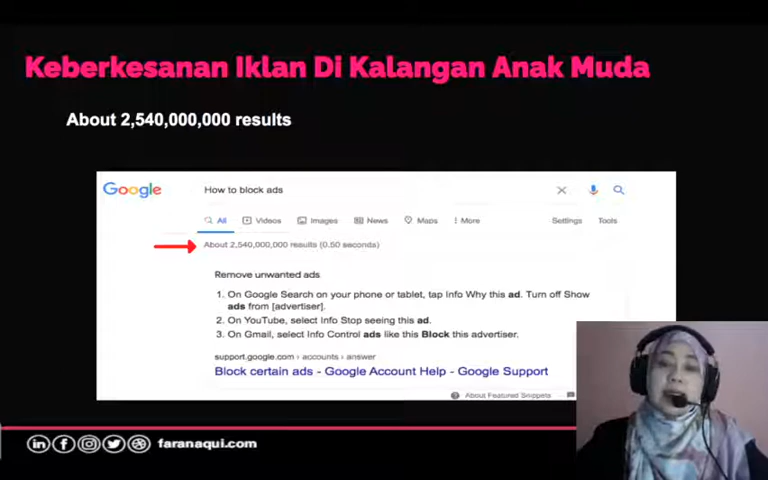 Keberkesanan Iklan Di Kalangan Anak Muda
About 2,540,000,000 results
Google
How to block ads
All Videos Images News Maps More Settings Tools
About 2,540,000,000 results (0.50 seconds)
Remove unwanted ads
1. On Google Search on your phone or tablet, tap Info Why this ad. Turn off Show
ads from [advertiser].
2. On YouTube, select Info Stop seeing this ad.
3. On Gmail, select Info Control ads like this Block this advertiser.
support.google.com › accounts › answer
Block certain ads - Google Account Help - Google Support
About Featured Snippets
faranaqui.com